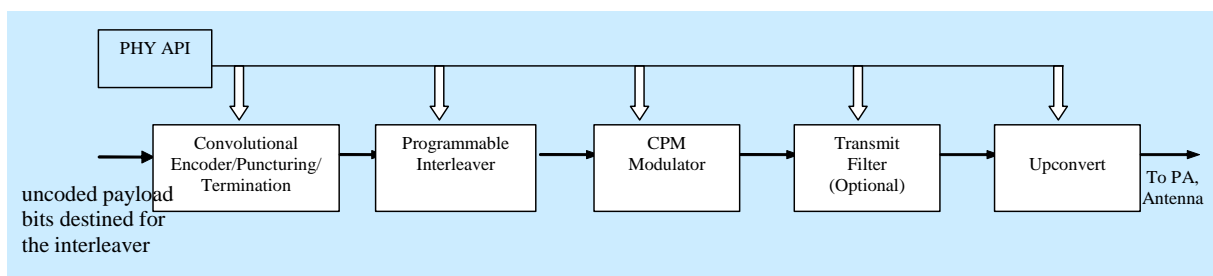 PHY API
Convolutional
Encoder/Puncturing/
Termination
Programmable
Interleaver
CPM
Modulator
Transmit
Filter
(Optional)
Upconvert
To PA,
Antenna
uncoded payload
bits destined for
the interleaver